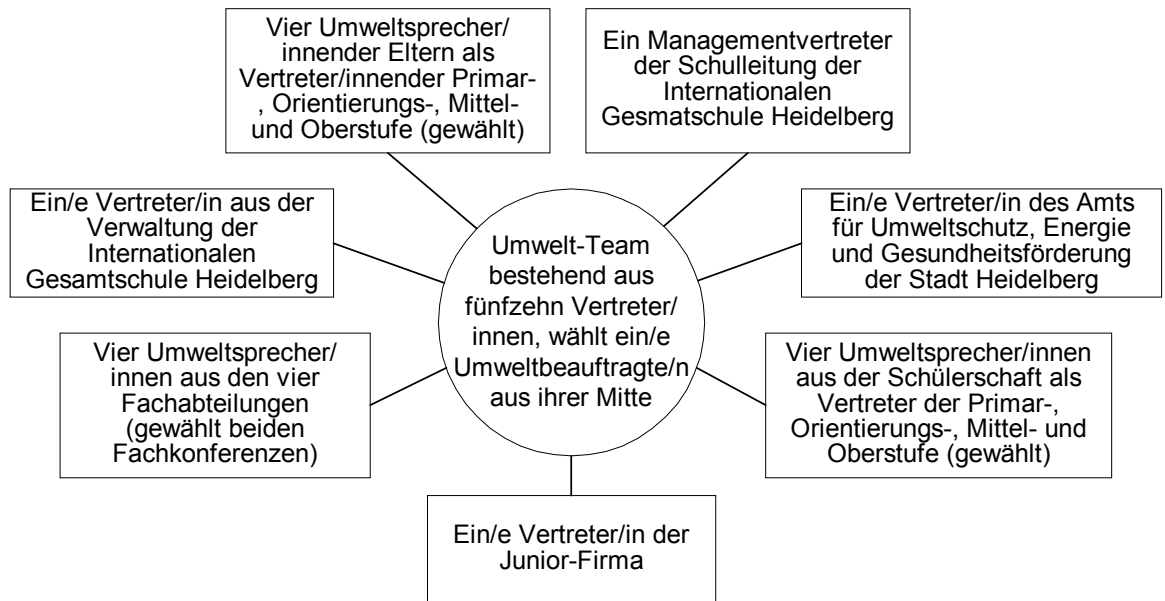 Vier Umweltsprecher/
innender Eltern als
Vertreter/innender Primar-
, Orientierungs-, Mittel-
und Oberstufe (gewählt)
Ein Managementvertreter
der Schulleitung der
Internationalen
Gesmatschule Heidelberg
Ein/e Vertreter/in aus der
Verwaltung der
Internationalen
Gesamtschule Heidelberg
Umwelt-Team
bestehend aus
fünfzehn Vertreter/
innen, wählt ein/e
Umweltbeauftragte/n
aus ihrer Mitte
Ein/e Vertreter/in des Amts
für Umweltschutz, Energie
und Gesundheitsförderung
der Stadt Heidelberg
Vier Umweltsprecher/
innen aus den vier
Fachabteilungen
(gewählt beiden
Fachkonferenzen)
Vier Umweltsprecher/innen
aus der Schülerschaft als
Vertreter der Primar-,
Orientierungs-, Mittel- und
Oberstufe (gewählt)
Ein/e Vertreter/in der
Junior-Firma